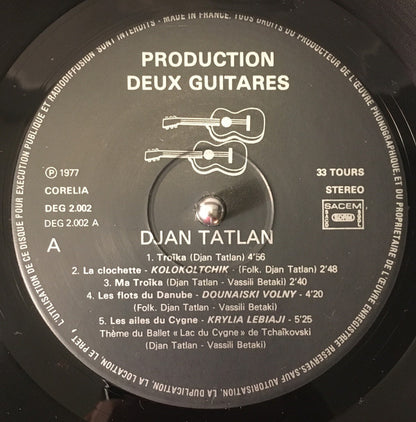 PRODUCTION
DEUX GUITARES
Ⓟ 1977
CORELIA
DEG 2.002
DEG 2.002 A
A
33 TOURS
STEREO
SACEM
DJAN TATLAN
1. Troïka (Djan Tatlan) 4'56
2. La clochette - KOLOKOLTCHIK - (Folk. Djan Tatlan) 2'48
3. Ma Troïka (Djan Tatlan - Vassili Betaki) 2'40
4. Les flots du Danube - DOUNAISKI VOLNY - 4'20
(Folk. Djan Tatlan - Vassili Betaki)
5. Les ailes du Cygne - KRYLIA LEBIAJI - 5'25
Thème du Ballet « Lac du Cygne » de Tchaïkovski
(Djan Tatlan - Vassili Betaki)
MADE IN FRANCE. TOUS DROITS DU PRODUCTEUR DE L'ŒUVRE PHONOGRAPHIQUE, ET DU PROPRIETAIRE DE L'ŒUVRE ENREGISTREE RESERVES - SAUF AUTORISATION. LA DUPLICATION, LA LOCATION, LE PRET, L'UTILISATION DE CE DISQUE POUR EXECUTION PUBLIQUE ET RADIODIFFUSION SONT INTERDITS -